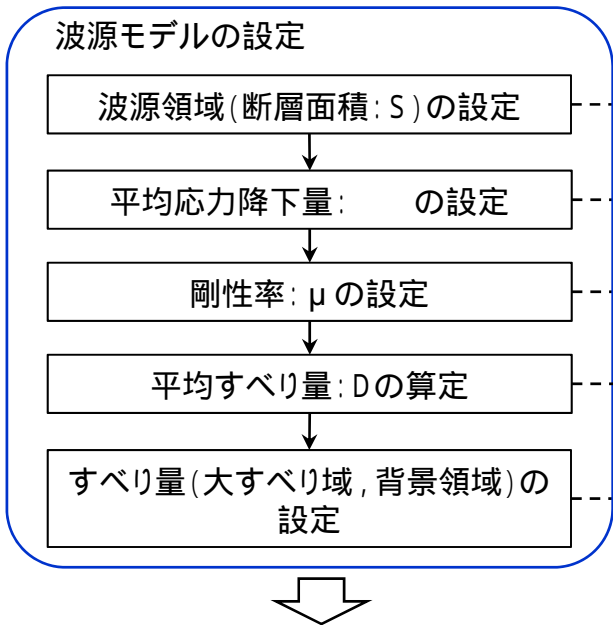 波源モデルの設定
波源領域(断層面積:S)の設定
平均応力降下量:　　の設定
剛性率:μの設定
平均すべり量:Dの算定
すべり量(大すべり域,背景領域)の
設定